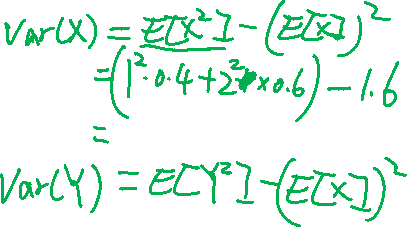 Var(X) = E[X²] - (E[X])²
= (1²·0.4 + 2²×0.6) - 1.6
=
Var(Y) = E[Y²] - (E[X])²